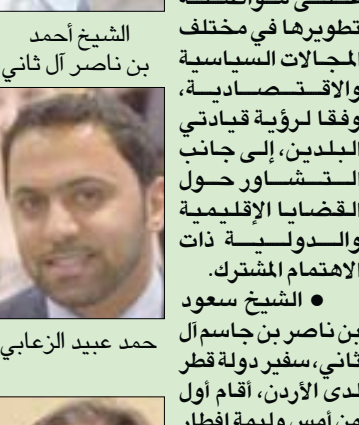 تطويرها في مختلف
المجالات السياسية
والاقتصادية،
وفقا لرؤية قيادتي
البلدين، إلى جانب
التشاور حول
القضايا الإقليمية
والدولية ذات
الاهتمام المشترك.
● الشيخ سعود
بن ناصر بن جاسم آل
ثاني، سفير دولة قطر
لدى الأردن، أقام أول
من أمس وليمة إفطار
الشيخ أحمد
بن ناصر آل ثاني
حمد عبيد الزعابي